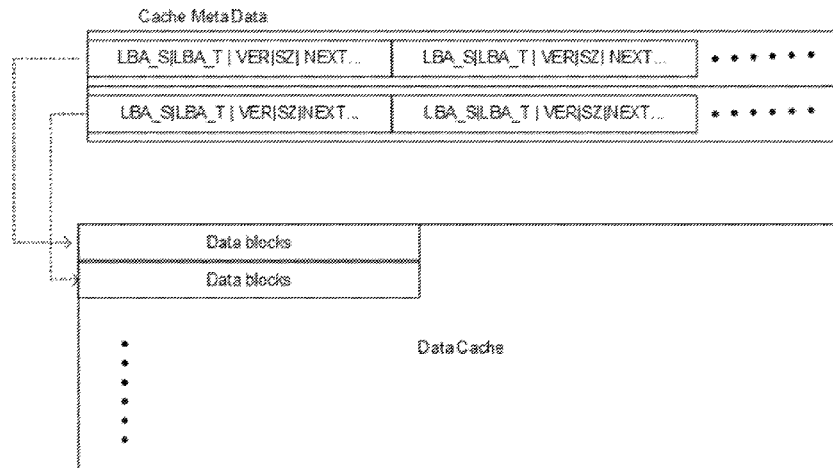 Cache Meta Data
LBA_S|LBA_T | VER|SZ| NEXT... LBA_S|LBA_T | VER|SZ| NEXT...
LBA_S|LBA_T | VER|SZ|NEXT... LBA_S|LBA_T | VER|SZ|NEXT...
Data blocks
Data blocks
Data Cache